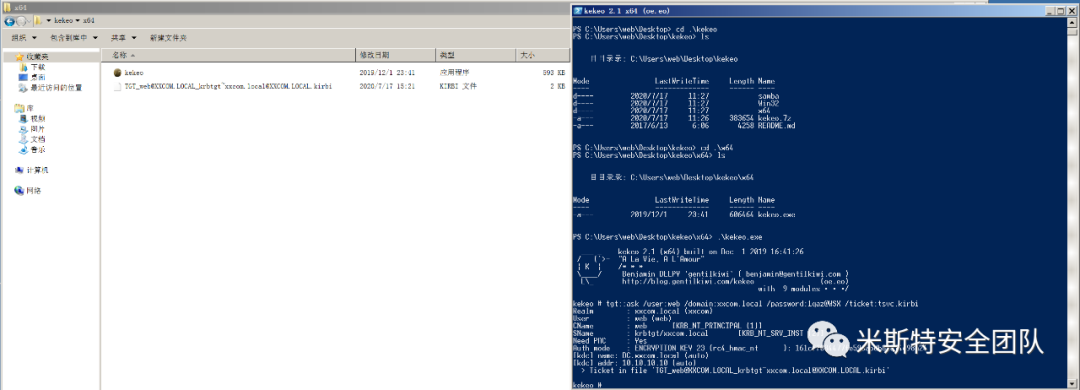 x64
kekeo ▸ x64
组织 ▼ 包含到库中 ▼ 共享 ▼ 新建文件夹
收藏夹
下载
桌面
最近访问的位置
库
视频
图片
文档
音乐
计算机
网络
名称 修改日期 类型 大小
kekeo 2019/12/1 23:41 应用程序 593 KB
TGT_web@XXCOM.LOCAL_krbtgt~xxcom.local@XXCOM.LOCAL.kirbi 2020/7/17 15:21 KIRBI 文件 2 KB
kekeo 2.1 x64 (oe.eo)
PS C:\Users\web\Desktop> cd .\kekeo
PS C:\Users\web\Desktop\kekeo> ls
目录: C:\Users\web\Desktop\kekeo
Mode LastWriteTime Length Name
d---- 2020/7/17 11:27 samba
d---- 2020/7/17 11:27 Win32
d---- 2020/7/17 11:27 x64
-a--- 2020/7/17 11:26 383654 kekeo.7z
-a--- 2017/6/13 6:06 4258 README.md
PS C:\Users\web\Desktop\kekeo> cd .\x64
PS C:\Users\web\Desktop\kekeo\x64> ls
目录: C:\Users\web\Desktop\kekeo\x64
Mode LastWriteTime Length Name
-a--- 2019/12/1 23:41 606464 kekeo.exe
PS C:\Users\web\Desktop\kekeo\x64> .\kekeo.exe
kekeo 2.1 (x64) built on Dec 1 2019 16:41:26
"A La Vie, A L'Amour"
/* * *
Benjamin DELPY `gentilkiwi` ( benjamin@gentilkiwi.com )
http://blog.gentilkiwi.com/kekeo (oe.eo)
with 9 modules * * */
kekeo # tgt::ask /user:web /domain:xxcom.local /password:1qaz@WSX /ticket:tsvc.kirbi
Realm : xxcom.local (xxcom)
User : web (web)
CName : web [KRB_NT_PRINCIPAL (1)]
SName : krbtgt/xxcom.local [KRB_NT_SRV_INST
Need PAC : Yes
Auth mode : ENCRYPTION KEY 23 (rc4_hmac_nt ):
[kdc] name: DC.xxcom.local (auto)
[kdc] addr: 10.10.10.10 (auto)
> Ticket in file 'TGT_web@XXCOM.LOCAL_krbtgt~xxcom.local@XXCOM.LOCAL.kirbi'
kekeo #
米斯特安全团队